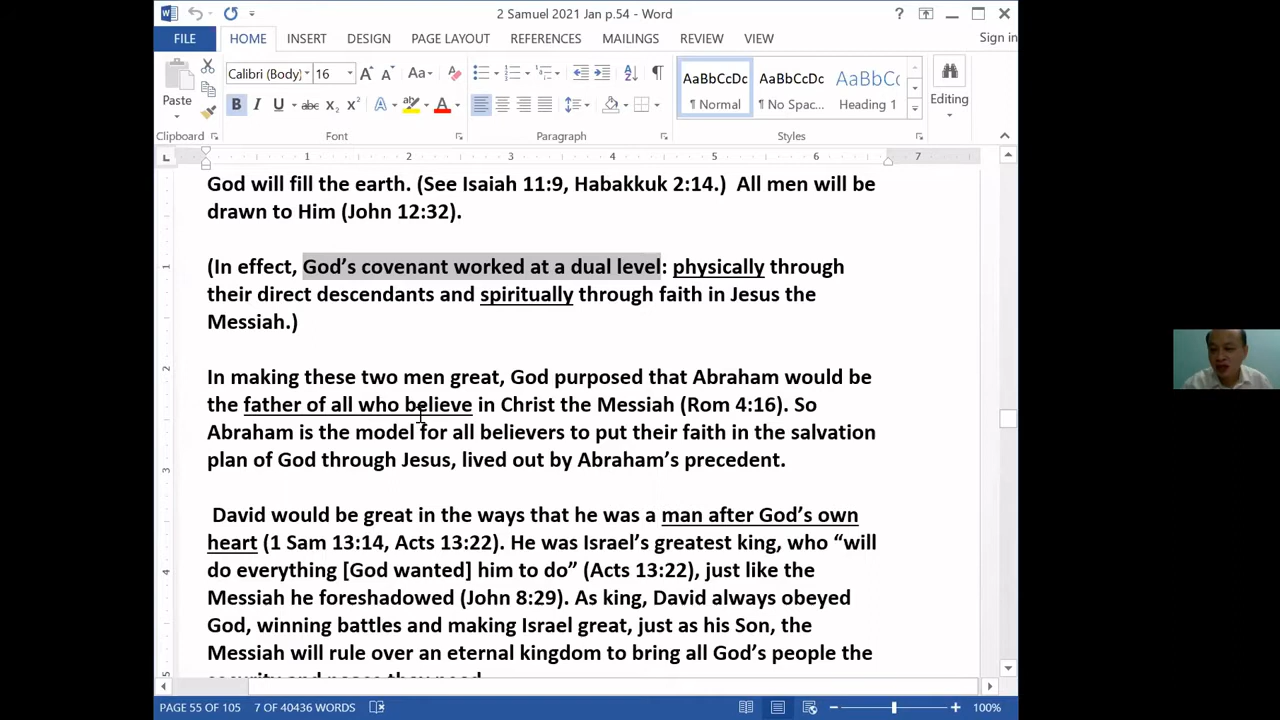 2 Samuel 2021 Jan p.54 - Word
Sign in
FILE HOME INSERT DESIGN PAGE LAYOUT REFERENCES MAILINGS REVIEW VIEW
Calibri (Body) 16
Paste
AaBbCcDc AaBbCcDc AaBbCc
¶ Normal ¶ No Spac... Heading 1
Editing
Clipboard Font Paragraph Styles
1 2 3 4 5 6 7
God will fill the earth. (See Isaiah 11:9, Habakkuk 2:14.)  All men will be
drawn to Him (John 12:32).
(In effect, God’s covenant worked at a dual level: physically through
their direct descendants and spiritually through faith in Jesus the
Messiah.)
In making these two men great, God purposed that Abraham would be
the father of all who believe in Christ the Messiah (Rom 4:16). So
Abraham is the model for all believers to put their faith in the salvation
plan of God through Jesus, lived out by Abraham’s precedent.
David would be great in the ways that he was a man after God’s own
heart (1 Sam 13:14, Acts 13:22). He was Israel’s greatest king, who “will
do everything [God wanted] him to do” (Acts 13:22), just like the
Messiah he foreshadowed (John 8:29). As king, David always obeyed
God, winning battles and making Israel great, just as his Son, the
Messiah will rule over an eternal kingdom to bring all God’s people the
PAGE 55 OF 105 7 OF 40436 WORDS 100%